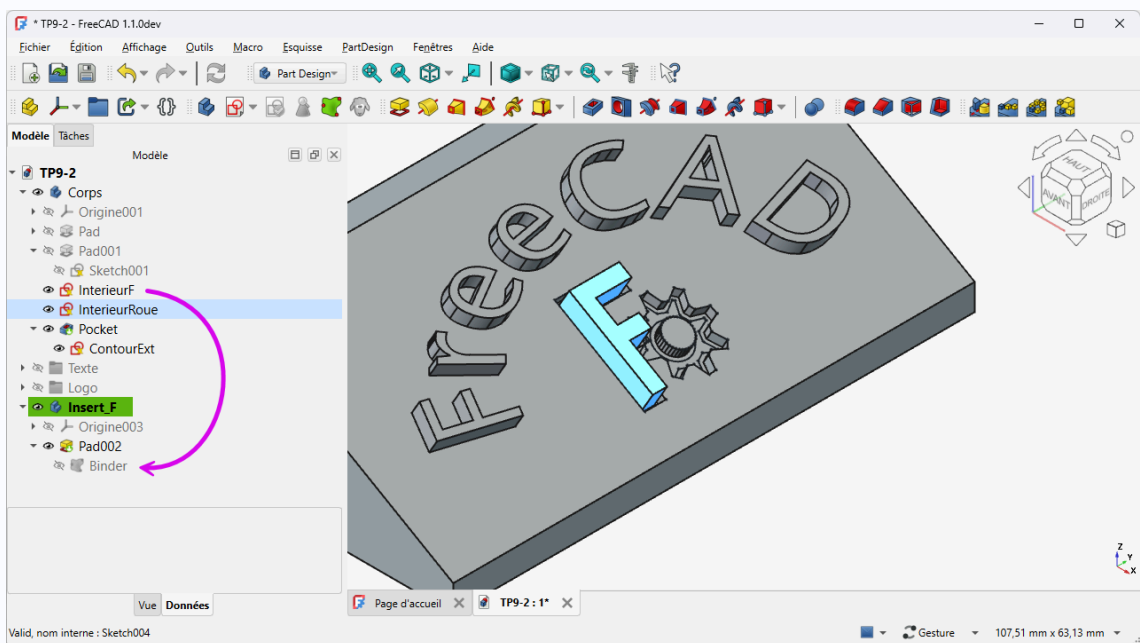 * TP9-2 - FreeCAD 1.1.0dev
Fichier Édition Affichage Outils Macro Esquisse PartDesign Fenêtres Aide
Part Design
Modèle Tâches
Modèle
TP9-2
Corps
Origine001
Pad
Pad001
Sketch001
InterieurF
InterieurRoue
Pocket
ContourExt
Texte
Logo
Insert_F
Origine003
Pad002
Binder
FreeCAD
F
HAUT
AVANT
DROITE
Z
Y
X
Vue Données
Page d'accueil TP9-2 : 1*
Valid, nom interne : Sketch004
Gesture 107,51 mm x 63,13 mm